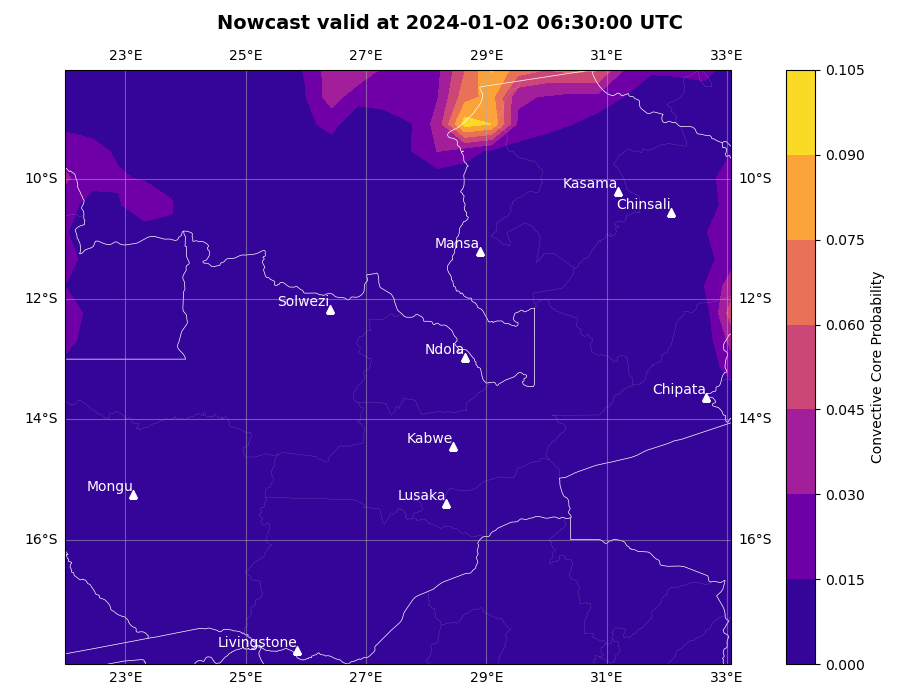 Nowcast valid at 2024-01-02 06:30:00 UTC
23°E 25°E 27°E 29°E 31°E 33°E
0.105
0.090
10°S Kasama 10°S
Chinsali
0.075
Mansa
12°S Solwezi 12°S
0.060
Ndola
Chipata
0.045
14°S 14°S
Kabwe
Mongu
Lusaka
0.030
16°S 16°S
0.015
Livingstone
0.000
23°E 25°E 27°E 29°E 31°E 33°E
Convective Core Probability